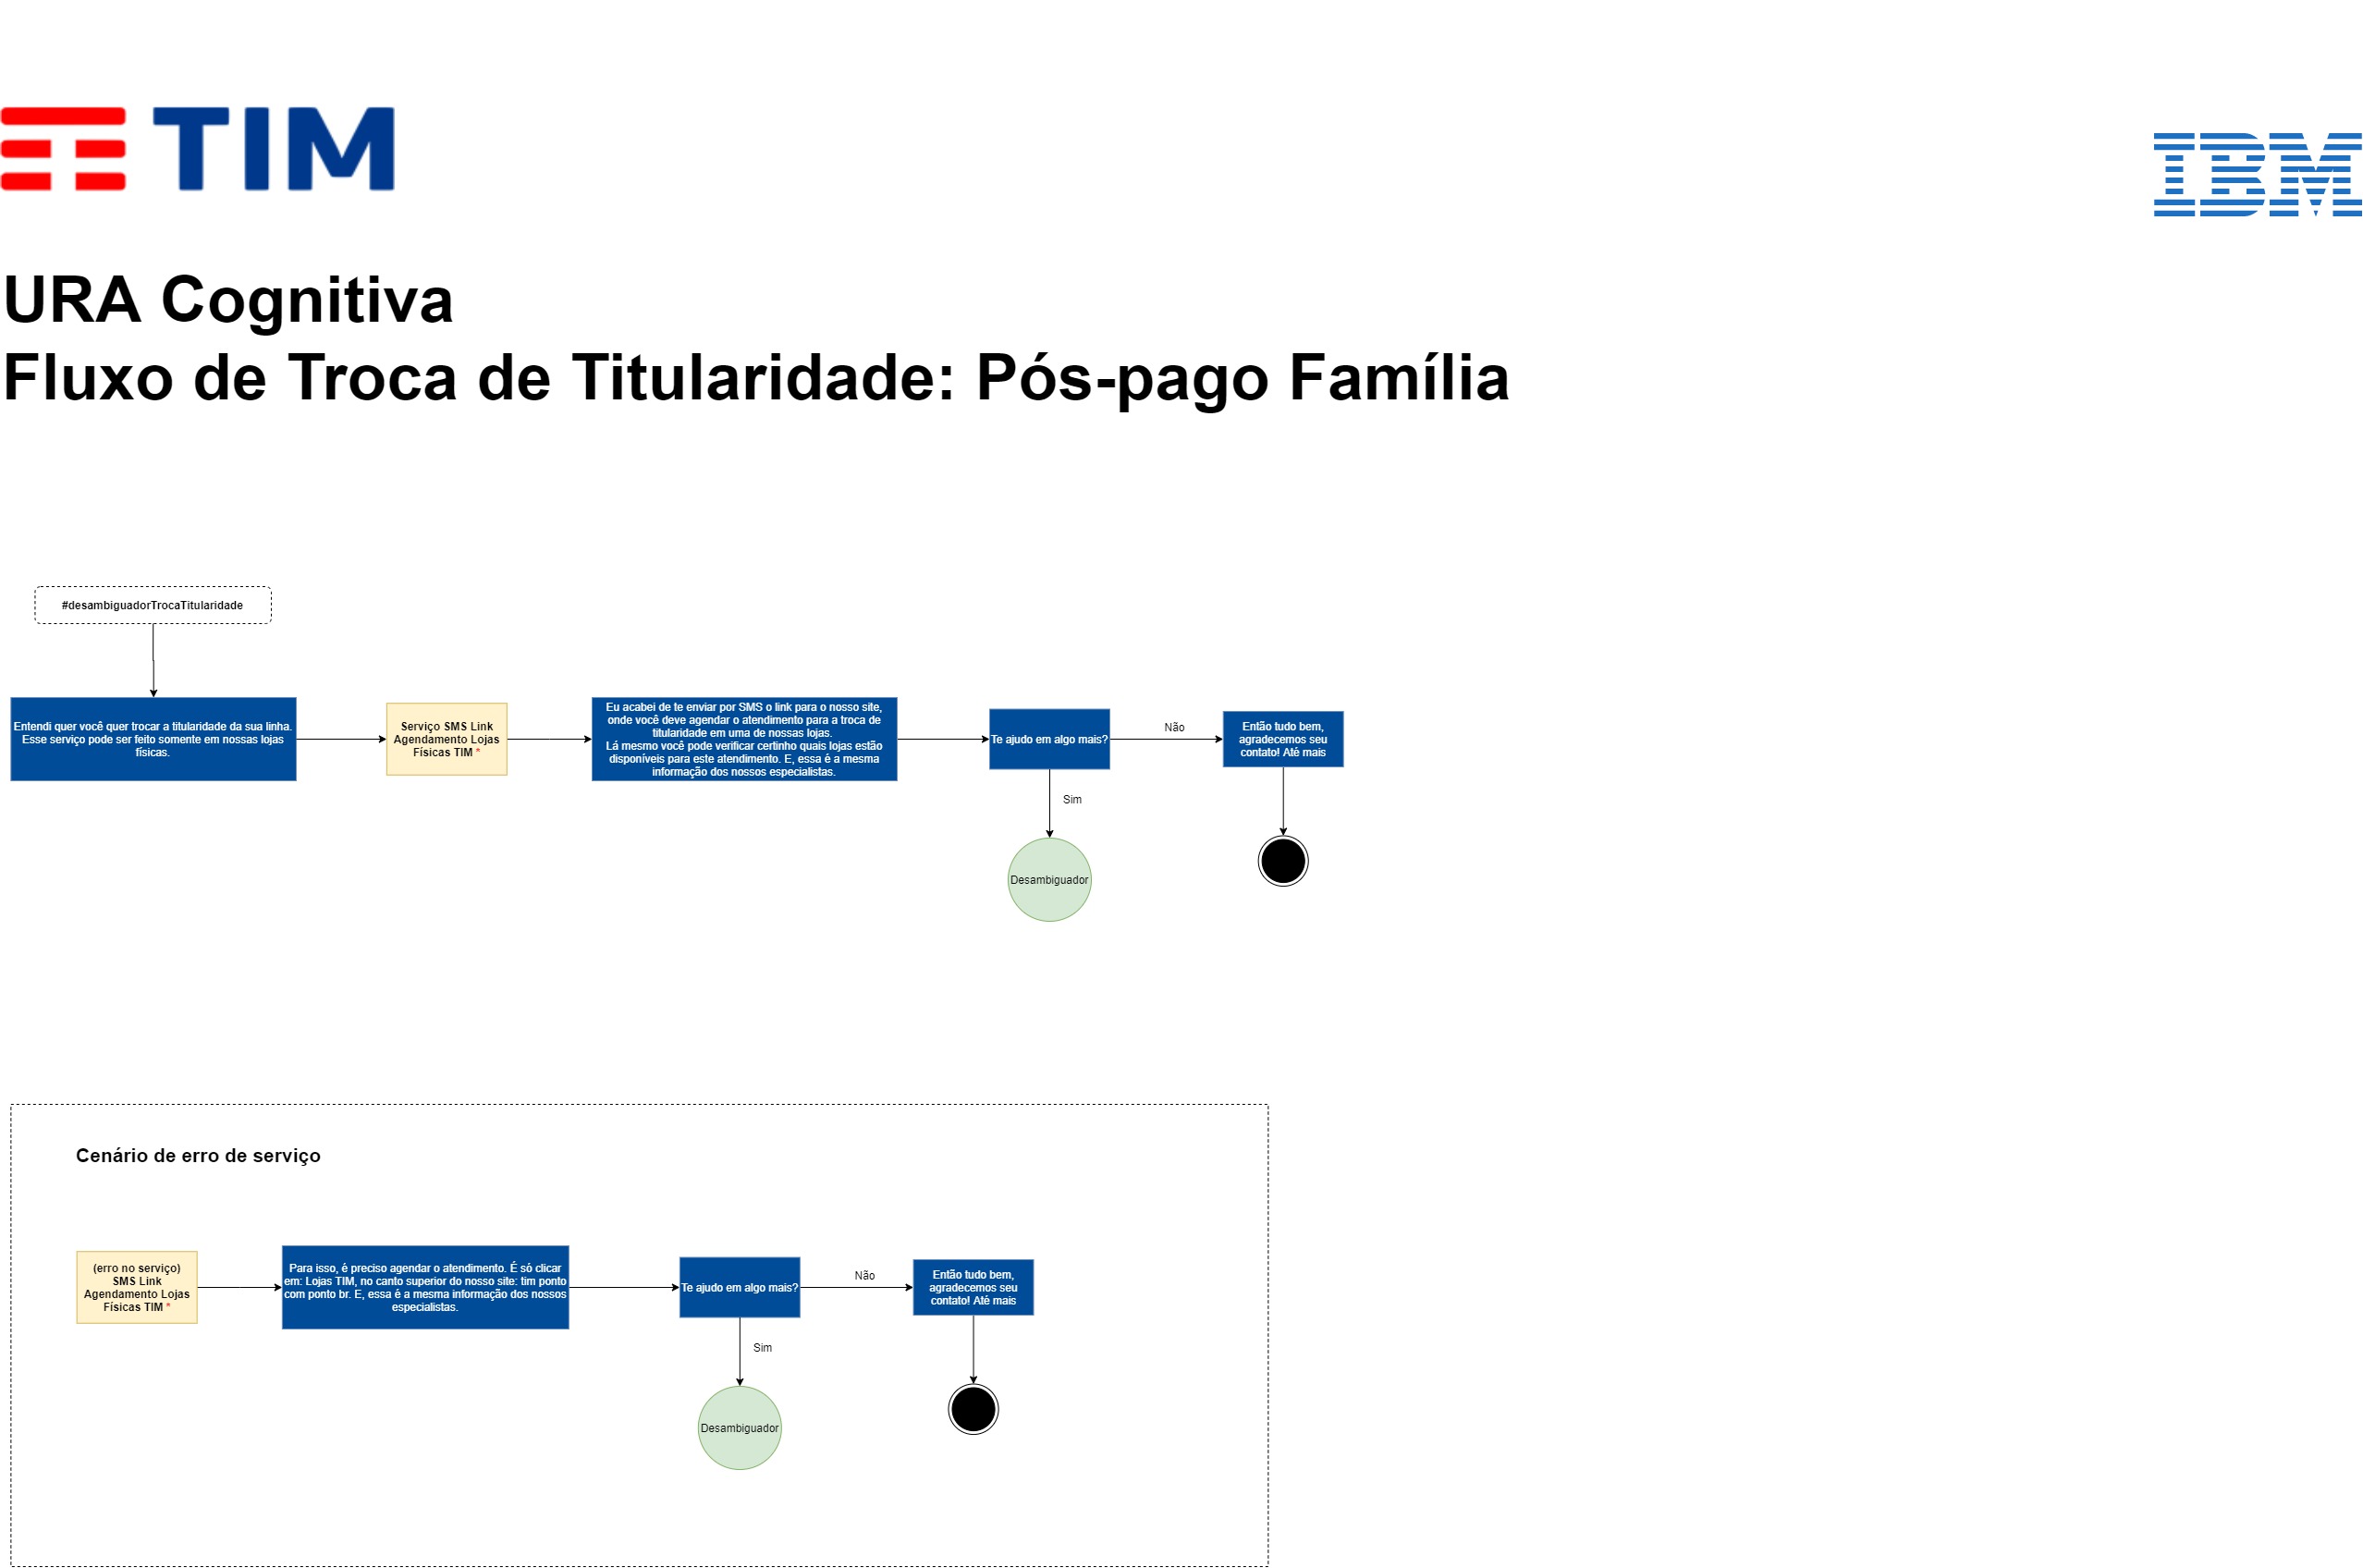 TIM
IBM
URA Cognitiva
Fluxo de Troca de Titularidade: Pós-pago Família
#desambiguadorTrocaTitularidade
Entendi quer você quer trocar a titularidade da sua linha.
Esse serviço pode ser feito somente em nossas lojas
físicas.
Serviço SMS Link
Agendamento Lojas
Físicas TIM *
Eu acabei de te enviar por SMS o link para o nosso site,
onde você deve agendar o atendimento para a troca de
titularidade em uma de nossas lojas.
Lá mesmo você pode verificar certinho quais lojas estão
disponíveis para este atendimento. E, essa é a mesma
informação dos nossos especialistas.
Te ajudo em algo mais?
Não
Então tudo bem,
agradecemos seu
contato! Até mais
Sim
Desambiguador
Cenário de erro de serviço
(erro no serviço)
SMS Link
Agendamento Lojas
Físicas TIM *
Para isso, é preciso agendar o atendimento. É só clicar
em: Lojas TIM, no canto superior do nosso site: tim ponto
com ponto br. E, essa é a mesma informação dos nossos
especialistas.
Te ajudo em algo mais?
Não
Então tudo bem,
agradecemos seu
contato! Até mais
Sim
Desambiguador